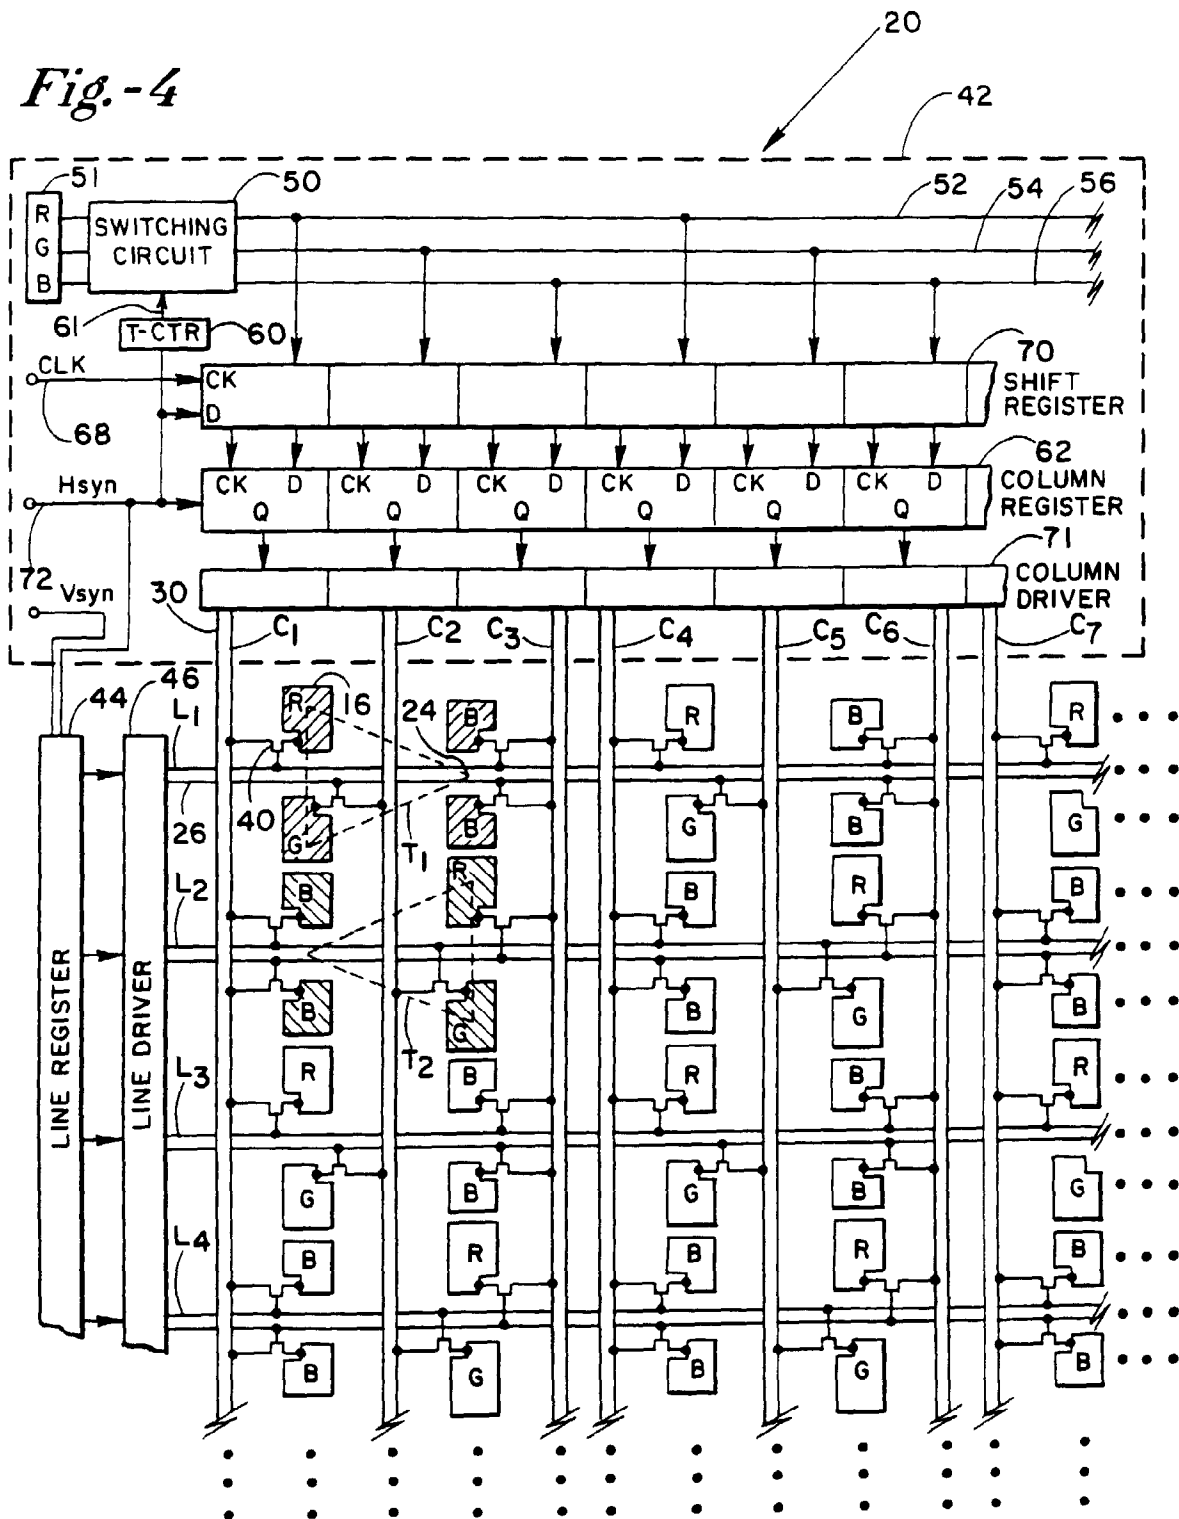 Fig.-4
20
42
51
50
52
54
56
R
G
B
SWITCHING
CIRCUIT
61
T-CTR
60
CLK
CK
D
70
SHIFT
REGISTER
68
62
Hsyn
CK D CK D CK D CK D CK D CK D
Q Q Q Q Q Q
COLUMN
REGISTER
72
71
Vsyn
30
COLUMN
DRIVER
C1 C2 C3 C4 C5 C6 C7
44
46
L1
R
16
24
B
R
B
R
26
40
G
T1
B
G
B
G
L2
B
R
B
R
B
LINE REGISTER
LINE DRIVER
B
T2
G
B
G
B
L3
R
B
R
B
R
G
B
G
B
G
L4
B
R
B
R
B
B
G
B
G
B